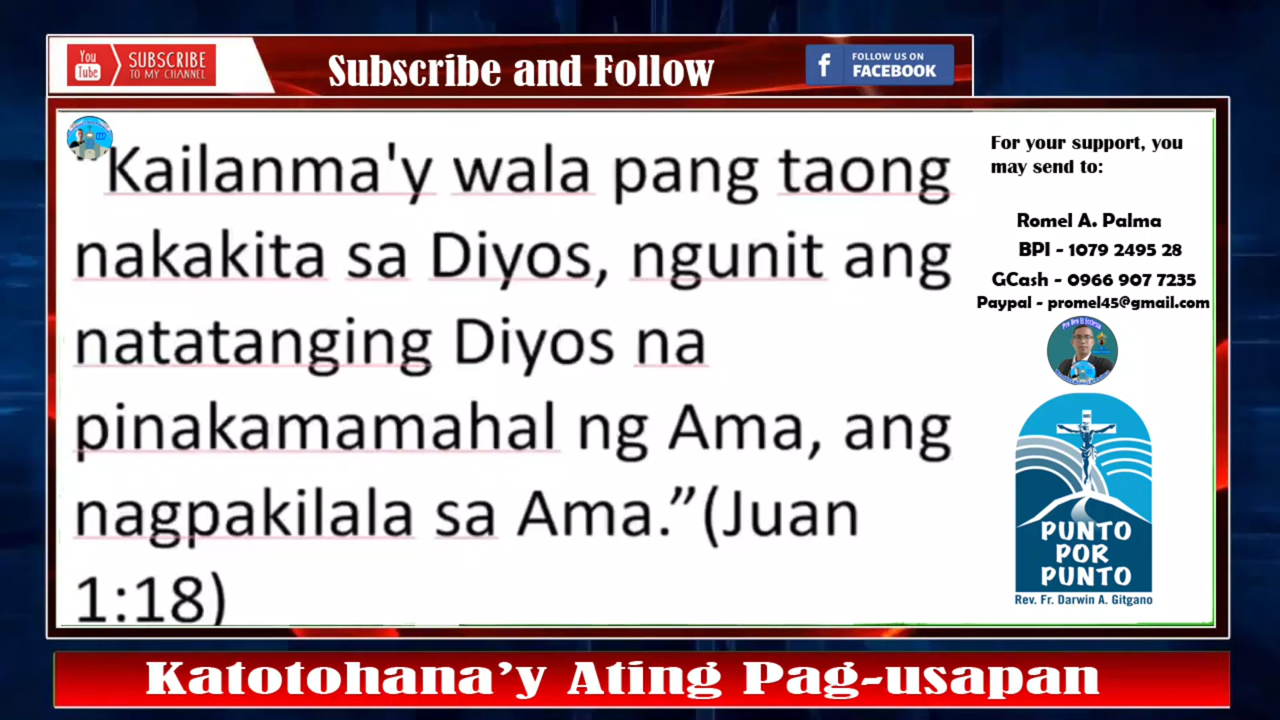 You Tube
SUBSCRIBE
TO MY CHANNEL
Subscribe and Follow
f
FOLLOW US ON
FACEBOOK
Kailanma'y wala pang taong
nakakita sa Diyos, ngunit ang
natatanging Diyos na
pinakamamahal ng Ama, ang
nagpakilala sa Ama.”(Juan
1:18)
For your support, you
may send to:
Romel A. Palma
BPI - 1079 2495 28
GCash - 0966 907 7235
Paypal - promel45@gmail.com
PUNTO
POR
PUNTO
Rev. Fr. Darwin A. Gitgano
Katotohana’y Ating Pag-usapan